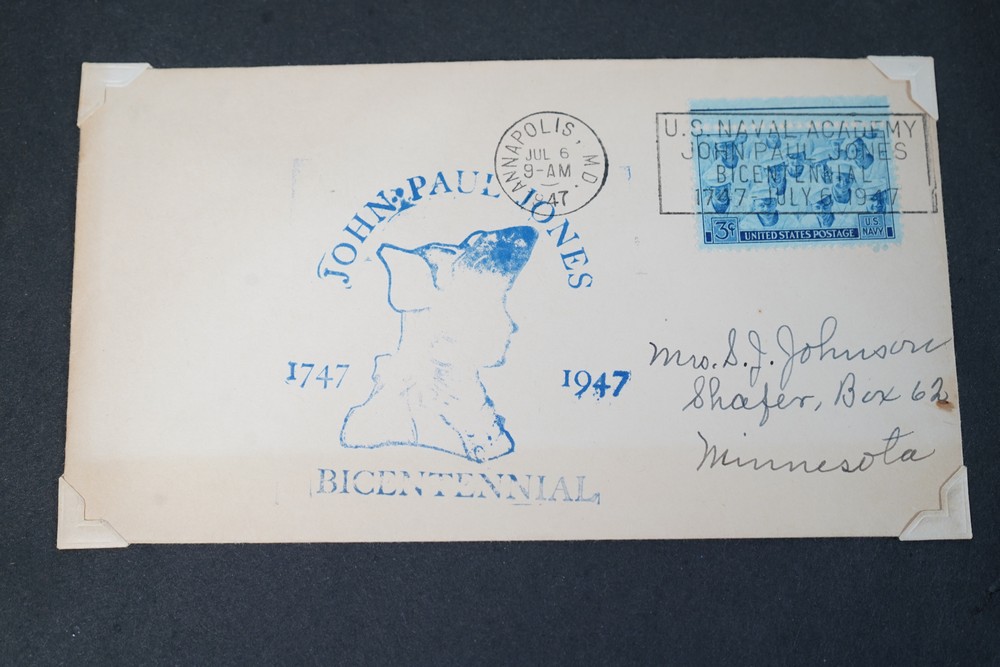 ANNAPOLIS, MD.
JUL 6
9-AM
1947
U.S. NAVAL ACADEMY
JOHN PAUL JONES
BICENTENNIAL
1747-JULY 6-1947
3¢
UNITED STATES POSTAGE
U.S.
NAVY
JOHN PAUL JONES
1747
1947
BICENTENNIAL
Mrs. S. J. Johnson
Shafer, Box 62
Minnesota